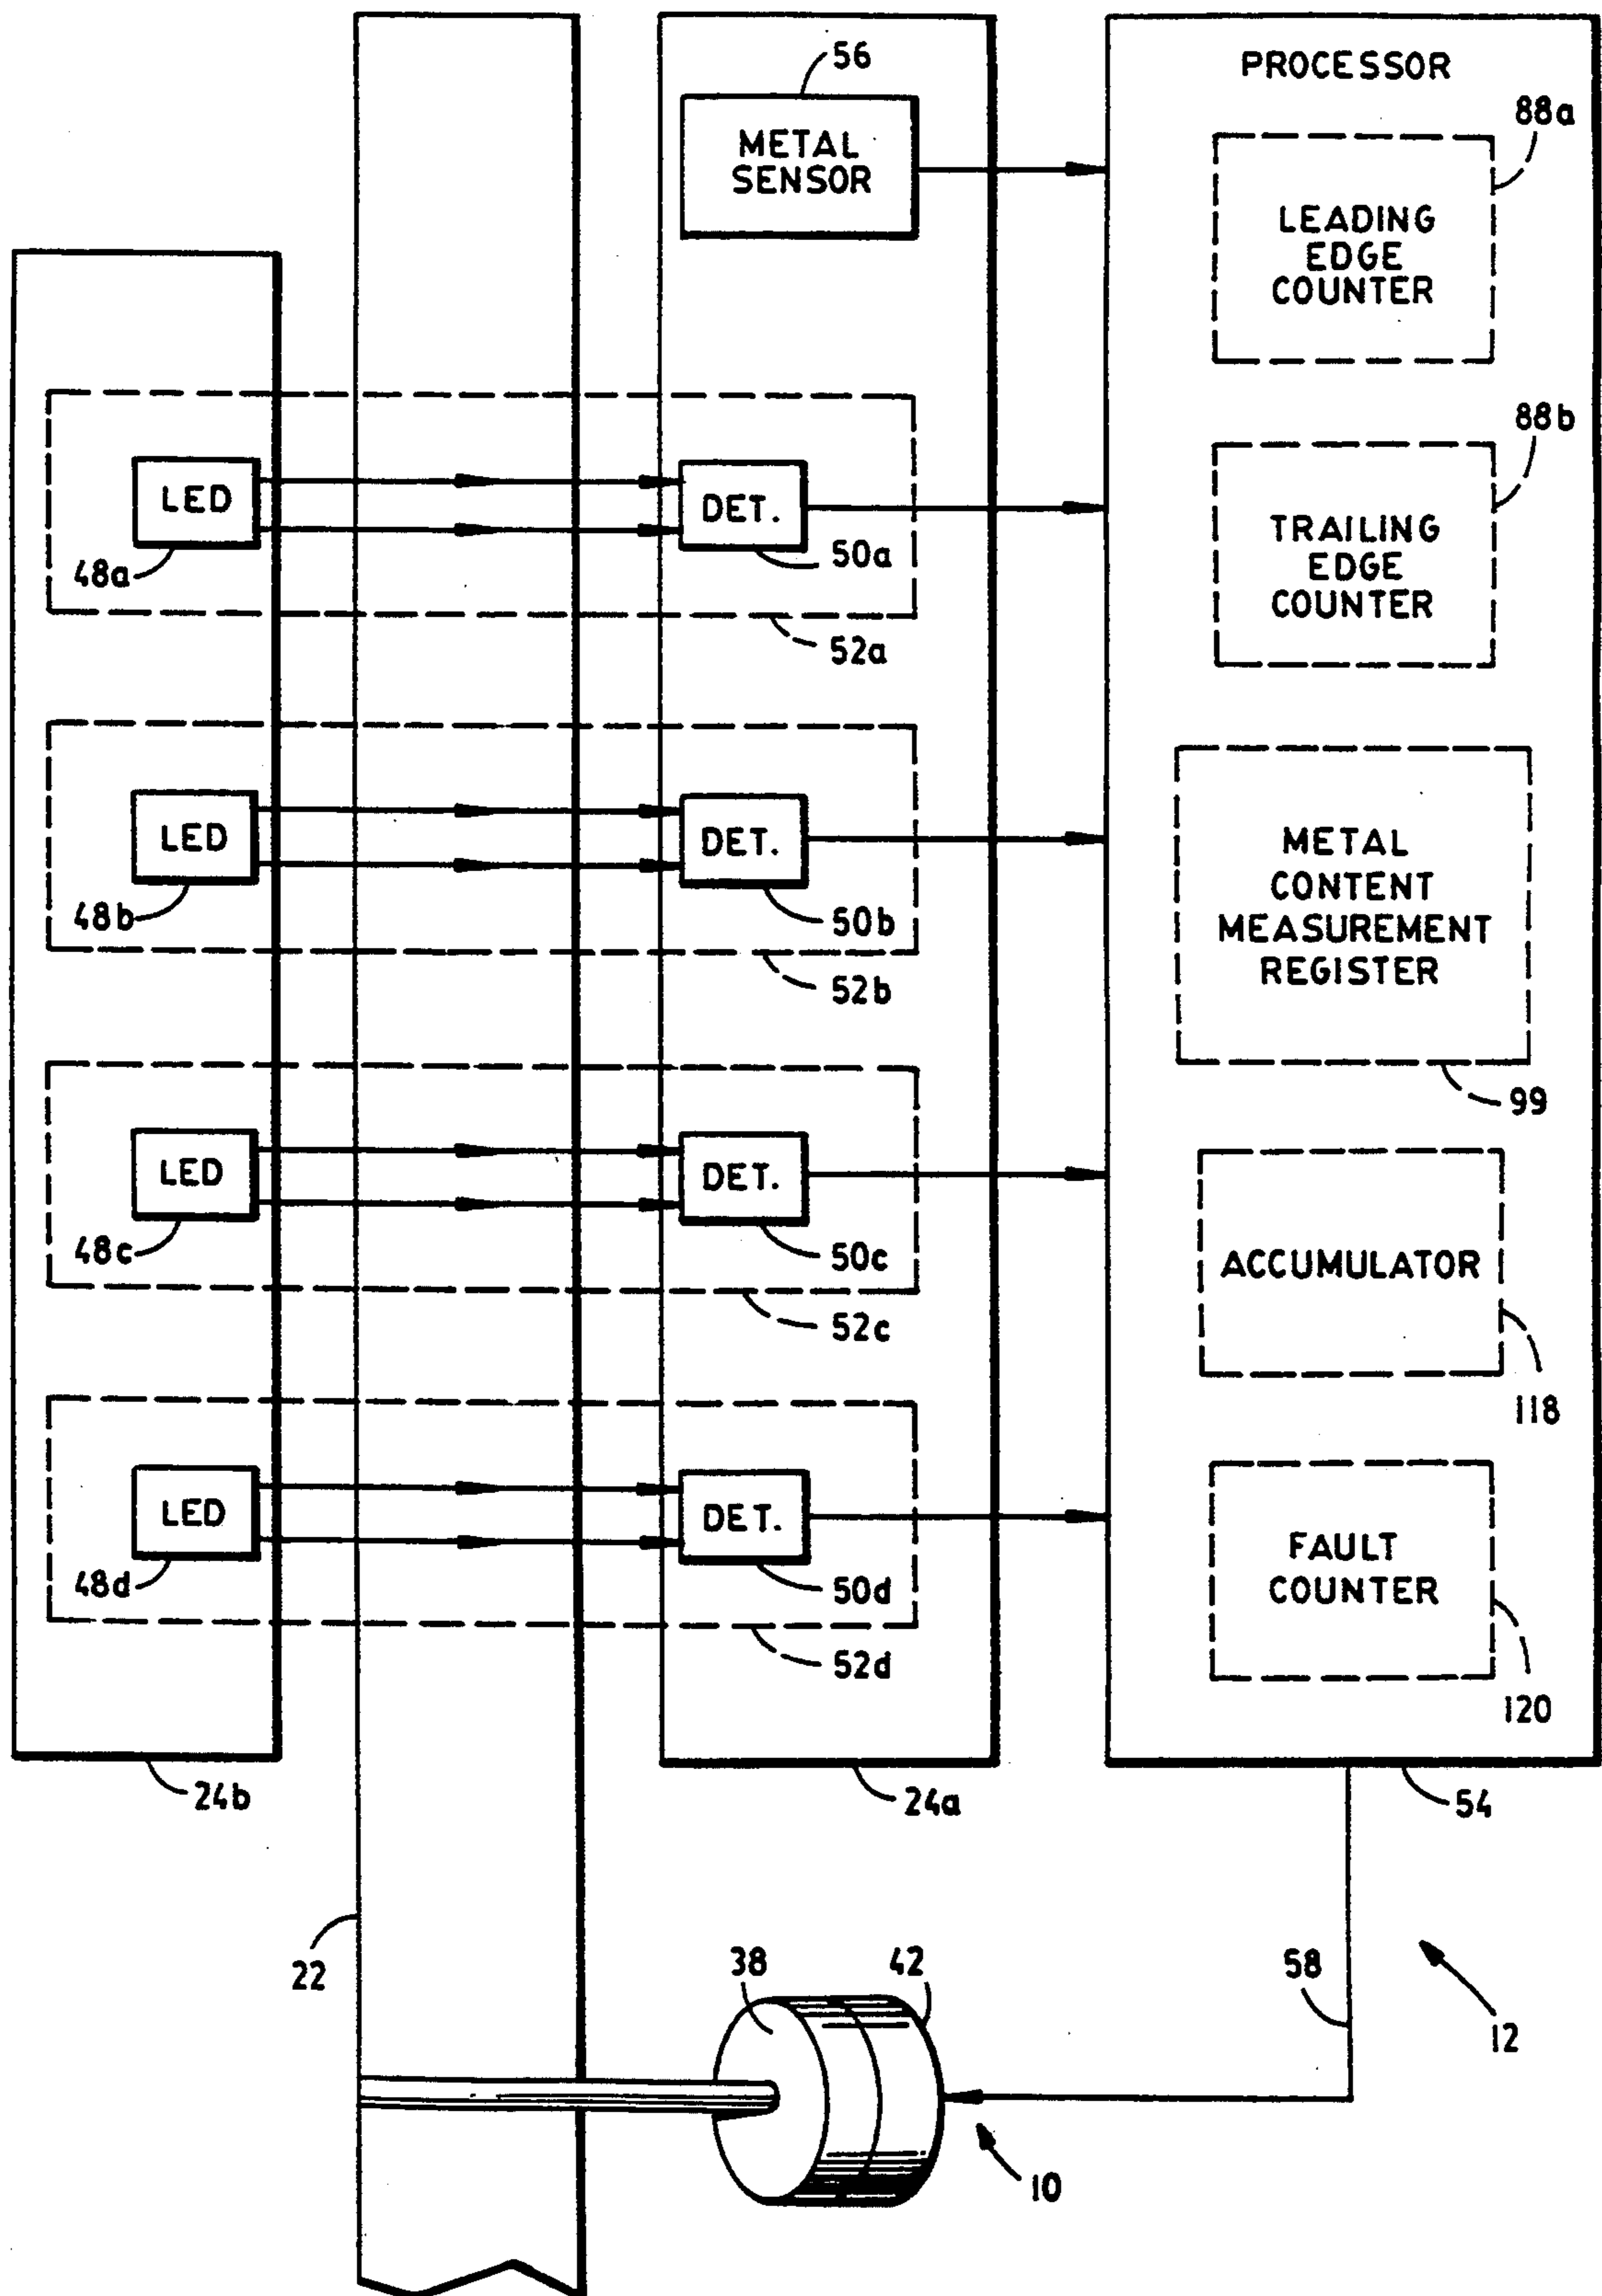 PROCESSOR
56
METAL
SENSOR
88a
LEADING
EDGE
COUNTER
88b
TRAILING
EDGE
COUNTER
LED
DET.
48a
50a
52a
LED
DET.
48b
50b
52b
METAL
CONTENT
MEASUREMENT
REGISTER
99
LED
DET.
48c
50c
52c
ACCUMULATOR
118
LED
DET.
48d
50d
52d
FAULT
COUNTER
120
24b
24a
54
22
38
42
58
12
10